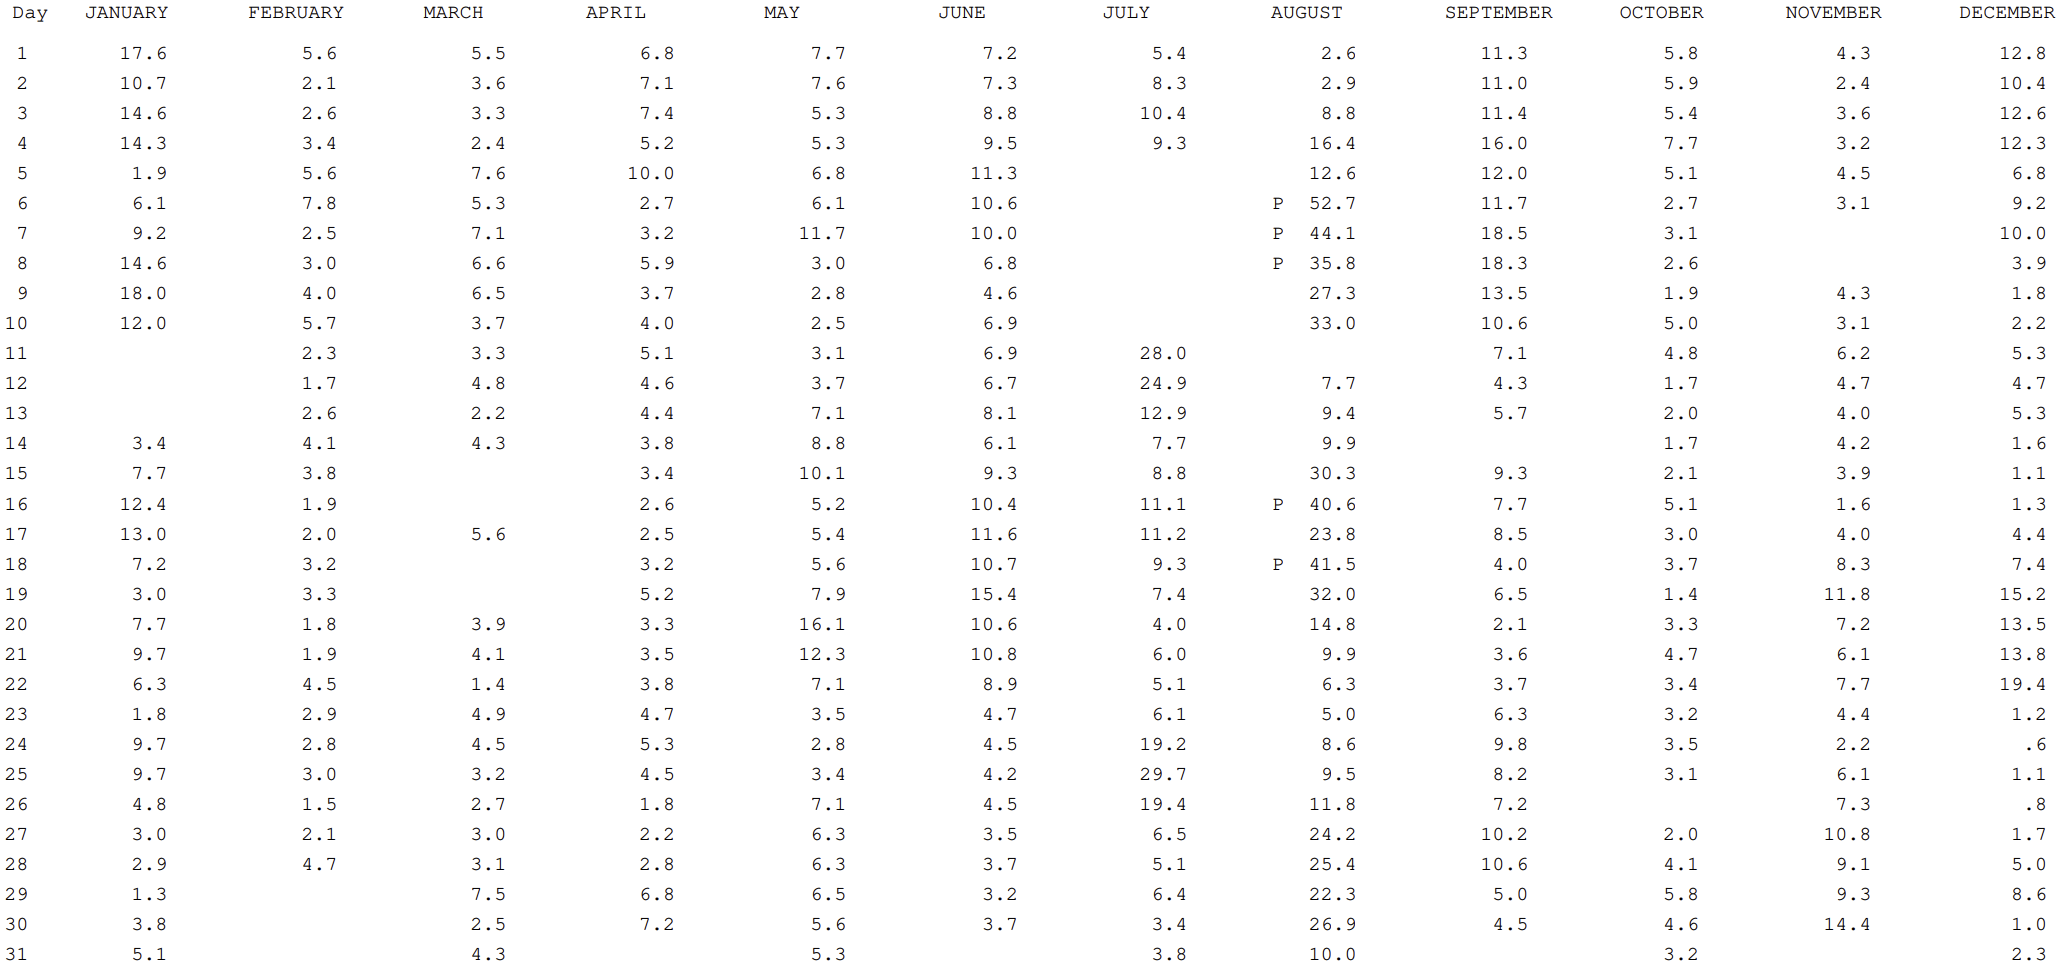 Day JANUARY FEBRUARY MARCH APRIL MAY JUNE JULY AUGUST SEPTEMBER OCTOBER NOVEMBER DECEMBER
1 17.6 5.6 5.5 6.8 7.7 7.2 5.4 2.6 11.3 5.8 4.3 12.8
2 10.7 2.1 3.6 7.1 7.6 7.3 8.3 2.9 11.0 5.9 2.4 10.4
3 14.6 2.6 3.3 7.4 5.3 8.8 10.4 8.8 11.4 5.4 3.6 12.6
4 14.3 3.4 2.4 5.2 5.3 9.5 9.3 16.4 16.0 7.7 3.2 12.3
5 1.9 5.6 7.6 10.0 6.8 11.3 12.6 12.0 5.1 4.5 6.8
6 6.1 7.8 5.3 2.7 6.1 10.6 P 52.7 11.7 2.7 3.1 9.2
7 9.2 2.5 7.1 3.2 11.7 10.0 P 44.1 18.5 3.1 10.0
8 14.6 3.0 6.6 5.9 3.0 6.8 P 35.8 18.3 2.6 3.9
9 18.0 4.0 6.5 3.7 2.8 4.6 27.3 13.5 1.9 4.3 1.8
10 12.0 5.7 3.7 4.0 2.5 6.9 33.0 10.6 5.0 3.1 2.2
11 2.3 3.3 5.1 3.1 6.9 28.0 7.1 4.8 6.2 5.3
12 1.7 4.8 4.6 3.7 6.7 24.9 7.7 4.3 1.7 4.7 4.7
13 2.6 2.2 4.4 7.1 8.1 12.9 9.4 5.7 2.0 4.0 5.3
14 3.4 4.1 4.3 3.8 8.8 6.1 7.7 9.9 1.7 4.2 1.6
15 7.7 3.8 3.4 10.1 9.3 8.8 30.3 9.3 2.1 3.9 1.1
16 12.4 1.9 2.6 5.2 10.4 11.1 P 40.6 7.7 5.1 1.6 1.3
17 13.0 2.0 5.6 2.5 5.4 11.6 11.2 23.8 8.5 3.0 4.0 4.4
18 7.2 3.2 3.2 5.6 10.7 9.3 P 41.5 4.0 3.7 8.3 7.4
19 3.0 3.3 5.2 7.9 15.4 7.4 32.0 6.5 1.4 11.8 15.2
20 7.7 1.8 3.9 3.3 16.1 10.6 4.0 14.8 2.1 3.3 7.2 13.5
21 9.7 1.9 4.1 3.5 12.3 10.8 6.0 9.9 3.6 4.7 6.1 13.8
22 6.3 4.5 1.4 3.8 7.1 8.9 5.1 6.3 3.7 3.4 7.7 19.4
23 1.8 2.9 4.9 4.7 3.5 4.7 6.1 5.0 6.3 3.2 4.4 1.2
24 9.7 2.8 4.5 5.3 2.8 4.5 19.2 8.6 9.8 3.5 2.2 .6
25 9.7 3.0 3.2 4.5 3.4 4.2 29.7 9.5 8.2 3.1 6.1 1.1
26 4.8 1.5 2.7 1.8 7.1 4.5 19.4 11.8 7.2 7.3 .8
27 3.0 2.1 3.0 2.2 6.3 3.5 6.5 24.2 10.2 2.0 10.8 1.7
28 2.9 4.7 3.1 2.8 6.3 3.7 5.1 25.4 10.6 4.1 9.1 5.0
29 1.3 7.5 6.8 6.5 3.2 6.4 22.3 5.0 5.8 9.3 8.6
30 3.8 2.5 7.2 5.6 3.7 3.4 26.9 4.5 4.6 14.4 1.0
31 5.1 4.3 5.3 3.8 10.0 3.2 2.3